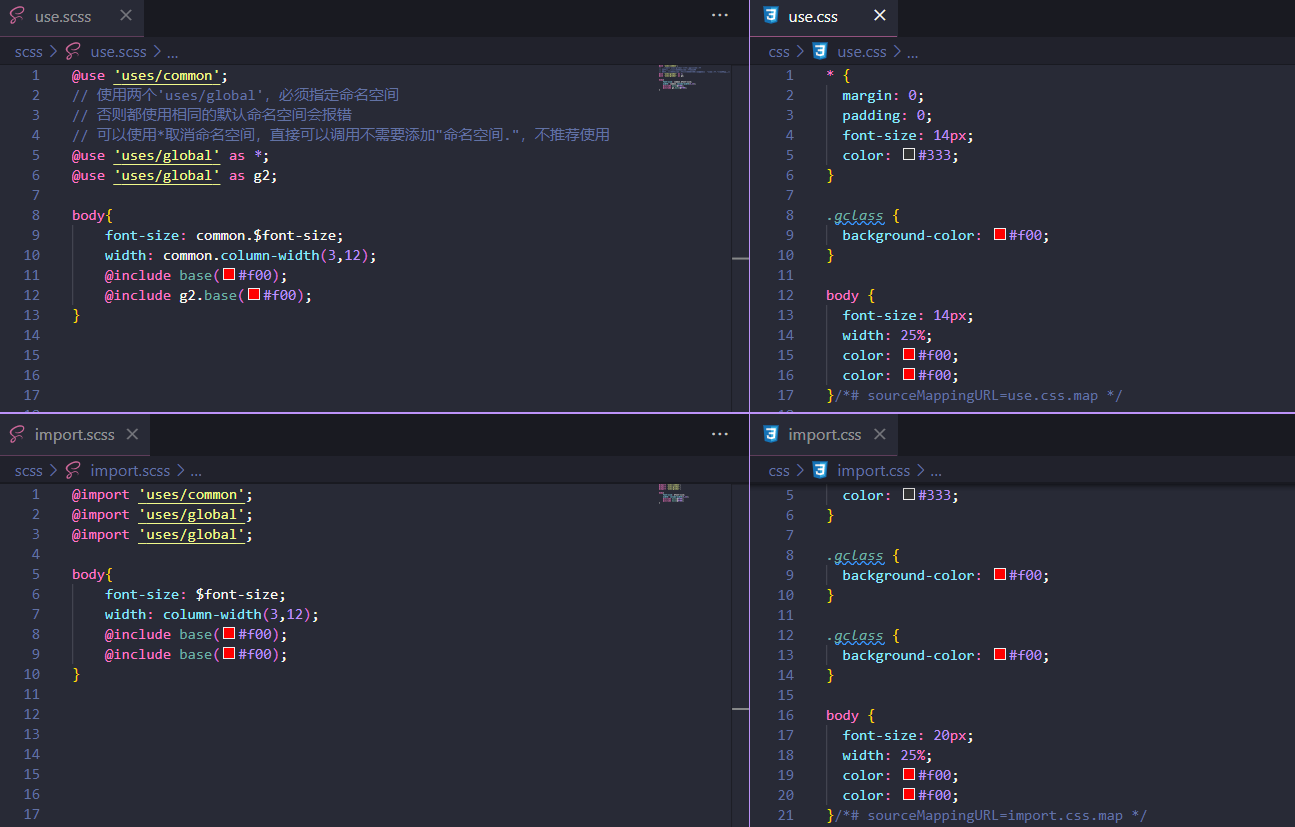 use.scss
scss > use.scss > ...
1 @use 'uses/common';
2 // 使用两个'uses/global'，必须指定命名空间
3 // 否则都使用相同的默认命名空间会报错
4 // 可以使用*取消命名空间，直接可以调用不需要添加"命名空间."，不推荐使用
5 @use 'uses/global' as *;
6 @use 'uses/global' as g2;
7
8 body{
9 font-size: common.$font-size;
10 width: common.column-width(3,12);
11 @include base(#f00);
12 @include g2.base(#f00);
13 }
14
15
16
17
use.css
css > use.css > ...
1 * {
2 margin: 0;
3 padding: 0;
4 font-size: 14px;
5 color: #333;
6 }
7
8 .gclass {
9 background-color: #f00;
10 }
11
12 body {
13 font-size: 14px;
14 width: 25%;
15 color: #f00;
16 color: #f00;
17 }/*# sourceMappingURL=use.css.map */
import.scss
scss > import.scss > ...
1 @import 'uses/common';
2 @import 'uses/global';
3 @import 'uses/global';
4
5 body{
6 font-size: $font-size;
7 width: column-width(3,12);
8 @include base(#f00);
9 @include base(#f00);
10 }
11
12
13
14
15
16
17
import.css
css > import.css > ...
5 color: #333;
6 }
7
8 .gclass {
9 background-color: #f00;
10 }
11
12 .gclass {
13 background-color: #f00;
14 }
15
16 body {
17 font-size: 20px;
18 width: 25%;
19 color: #f00;
20 color: #f00;
21 }/*# sourceMappingURL=import.css.map */